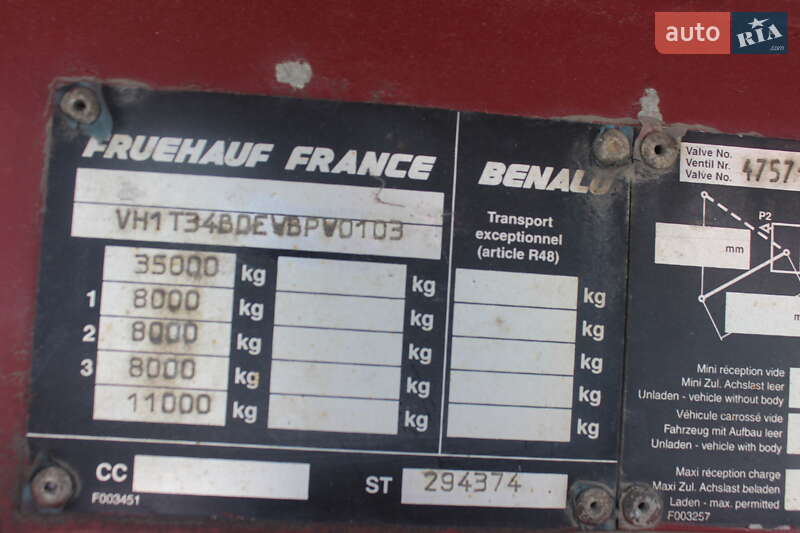 auto RIA.com
FRUEHAUF FRANCE
VH1T34BDEWBPW0103
35000 kg kg
1 8000 kg kg
2 8000 kg kg
3 8000 kg kg
11000 kg kg
CC
F003451
ST 294374
BENALU
Transport
exceptionnel
(article R48)
kg
kg
kg
kg
Valve No.
Ventil Nr.
Valve No.
P2
mm
Mini réception vide
Mini Zul. Achslast leer
Unladen - vehicle without body
Véhicule carrossé vide
Fahrzeug mit Aufbau leer
Unladen - vehicle with body
Maxi réception charge
Maxi Zul. Achslast beladen
Laden - max. permitted
F003257